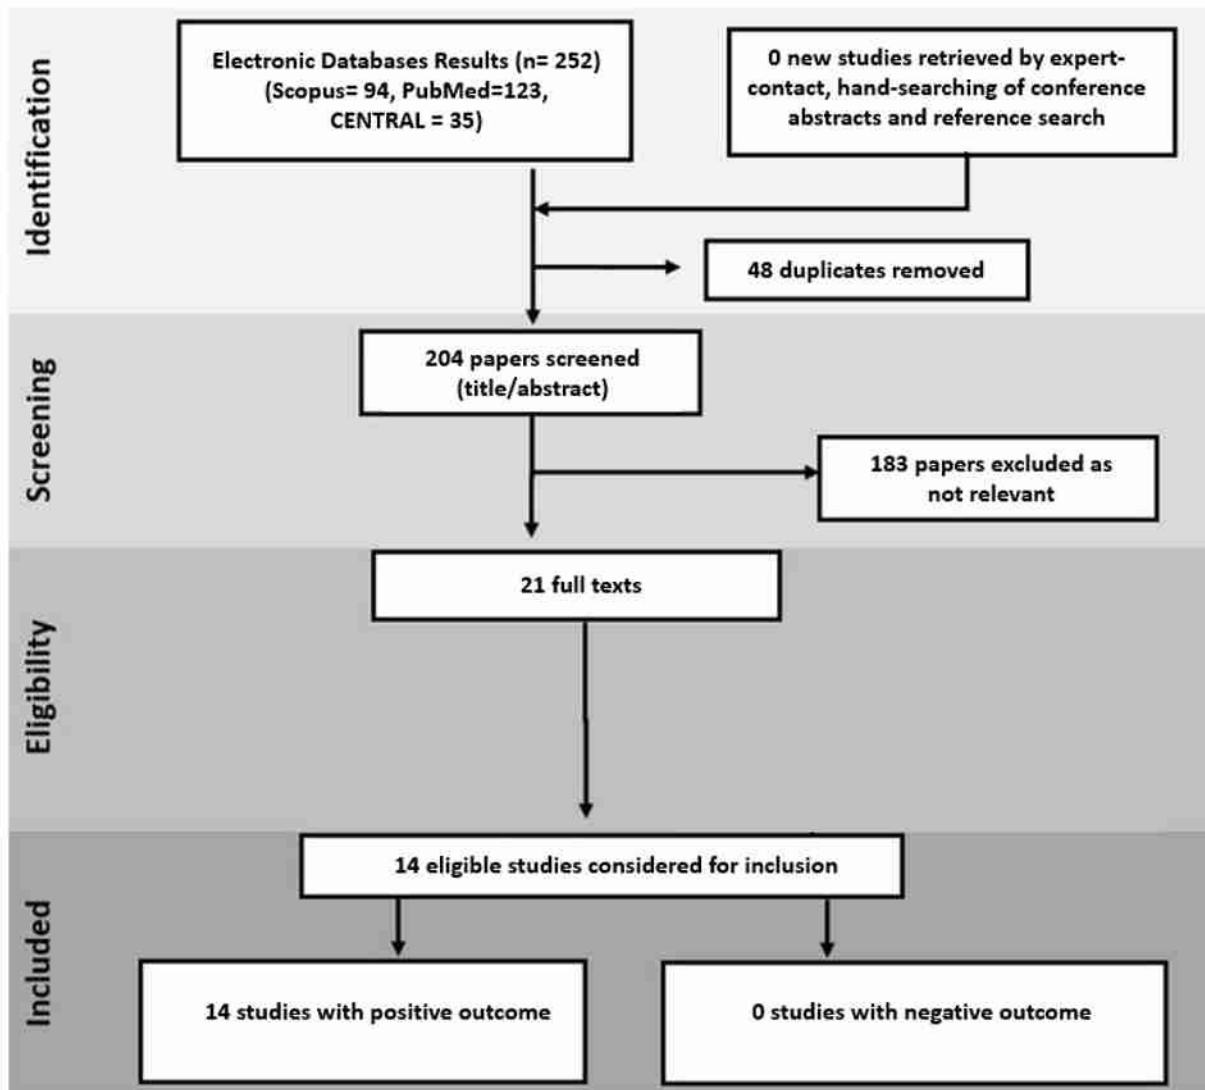 Identification
Electronic Databases Results (n= 252)
(Scopus= 94, PubMed=123,
CENTRAL = 35)
0 new studies retrieved by expert-
contact, hand-searching of conference
abstracts and reference search
48 duplicates removed
Screening
204 papers screened
(title/abstract)
183 papers excluded as
not relevant
Eligibility
21 full texts
Included
14 eligible studies considered for inclusion
14 studies with positive outcome
0 studies with negative outcome